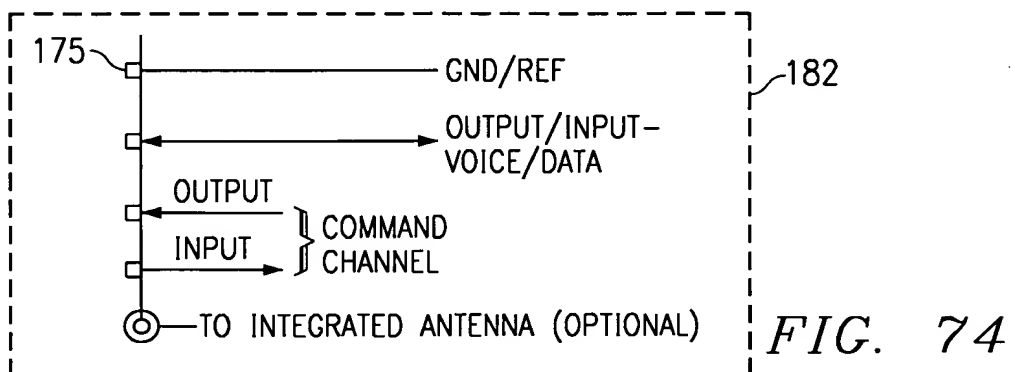 175
GND/REF
182
OUTPUT/INPUT-
VOICE/DATA
OUTPUT
COMMAND
INPUT
CHANNEL
TO INTEGRATED ANTENNA (OPTIONAL)
FIG. 74